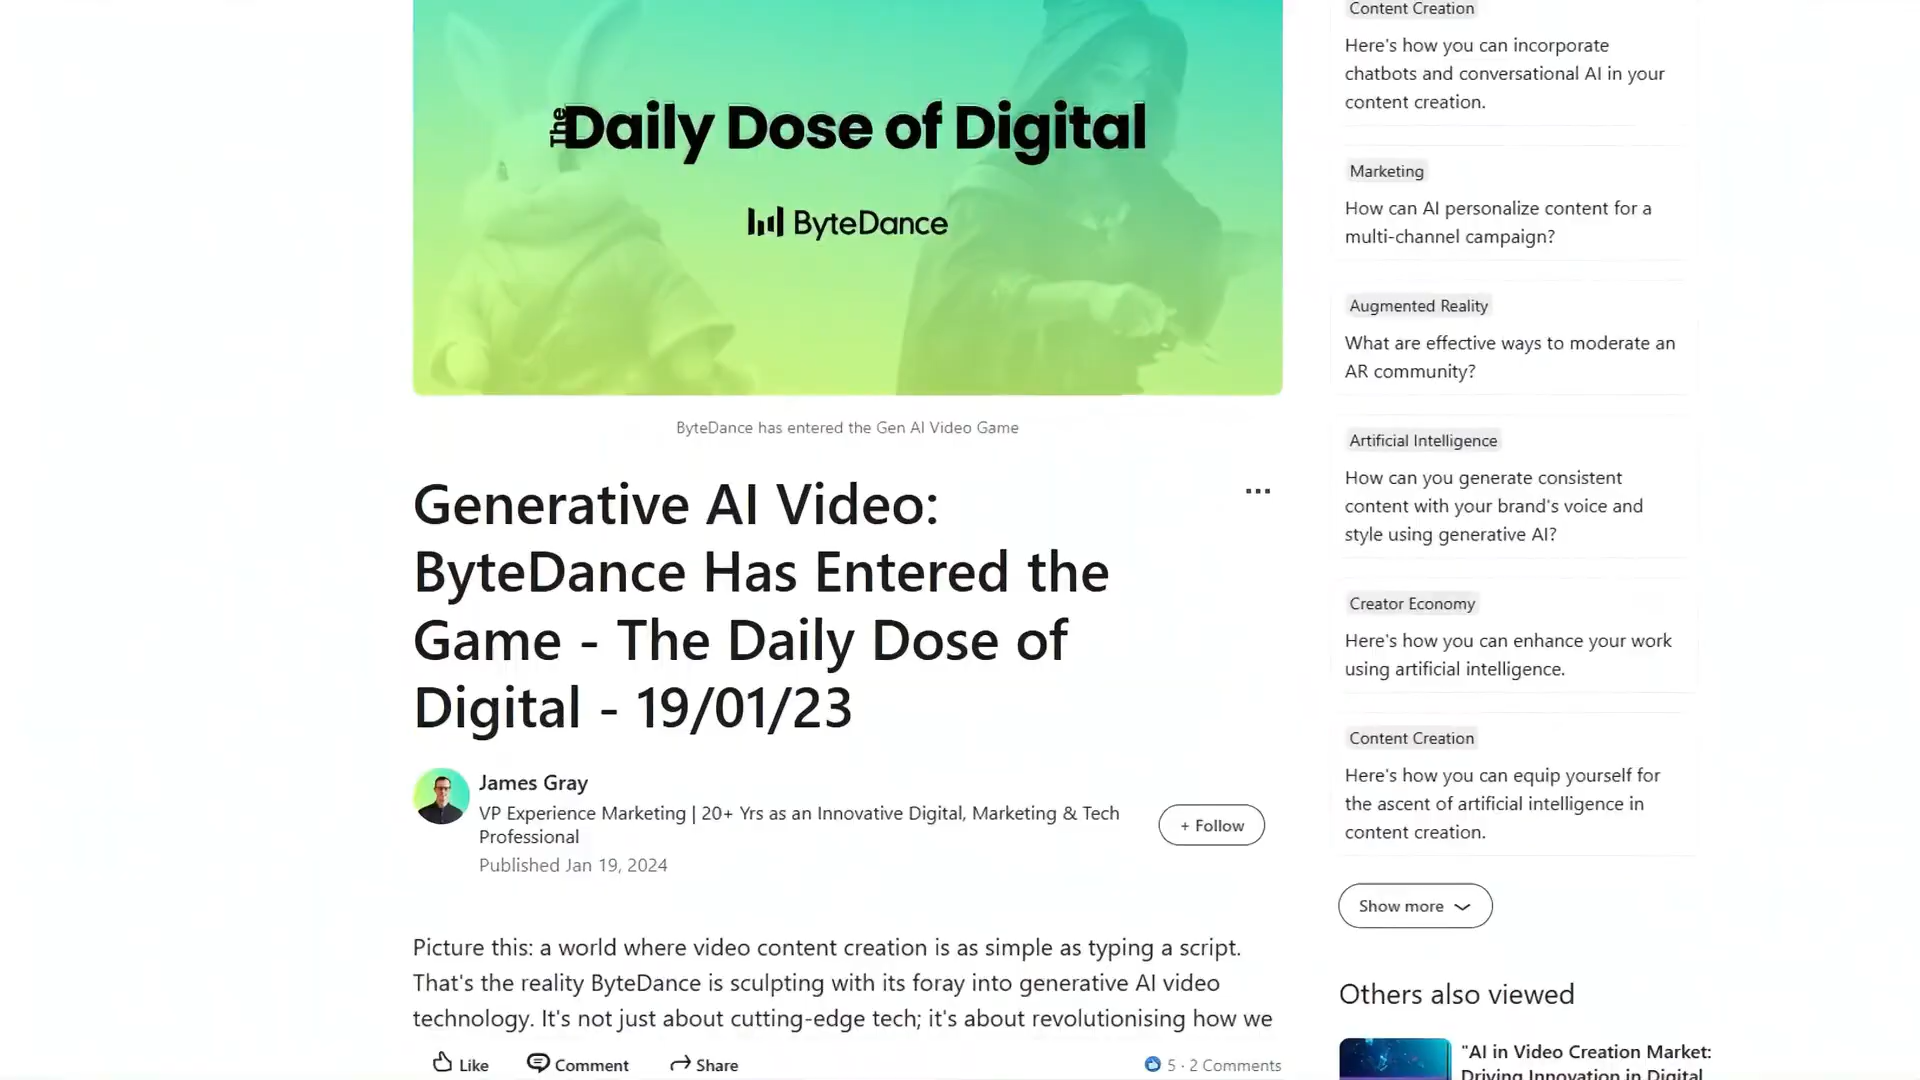 The Daily Dose of Digital
ByteDance
ByteDance has entered the Gen AI Video Game
Generative AI Video:
ByteDance Has Entered the
Game - The Daily Dose of
Digital - 19/01/23
...
James Gray
VP Experience Marketing | 20+ Yrs as an Innovative Digital, Marketing & Tech
Professional
Published Jan 19, 2024
+ Follow
Picture this: a world where video content creation is as simple as typing a script.
That's the reality ByteDance is sculpting with its foray into generative AI video
technology. It's not just about cutting-edge tech; it's about revolutionising how we
Like
Comment
Share
5 · 2 Comments
Content Creation
Here's how you can incorporate
chatbots and conversational AI in your
content creation.
Marketing
How can AI personalize content for a
multi-channel campaign?
Augmented Reality
What are effective ways to moderate an
AR community?
Artificial Intelligence
How can you generate consistent
content with your brand's voice and
style using generative AI?
Creator Economy
Here's how you can enhance your work
using artificial intelligence.
Content Creation
Here's how you can equip yourself for
the ascent of artificial intelligence in
content creation.
Show more
Others also viewed
"AI in Video Creation Market:
Driving Innovation in Digital